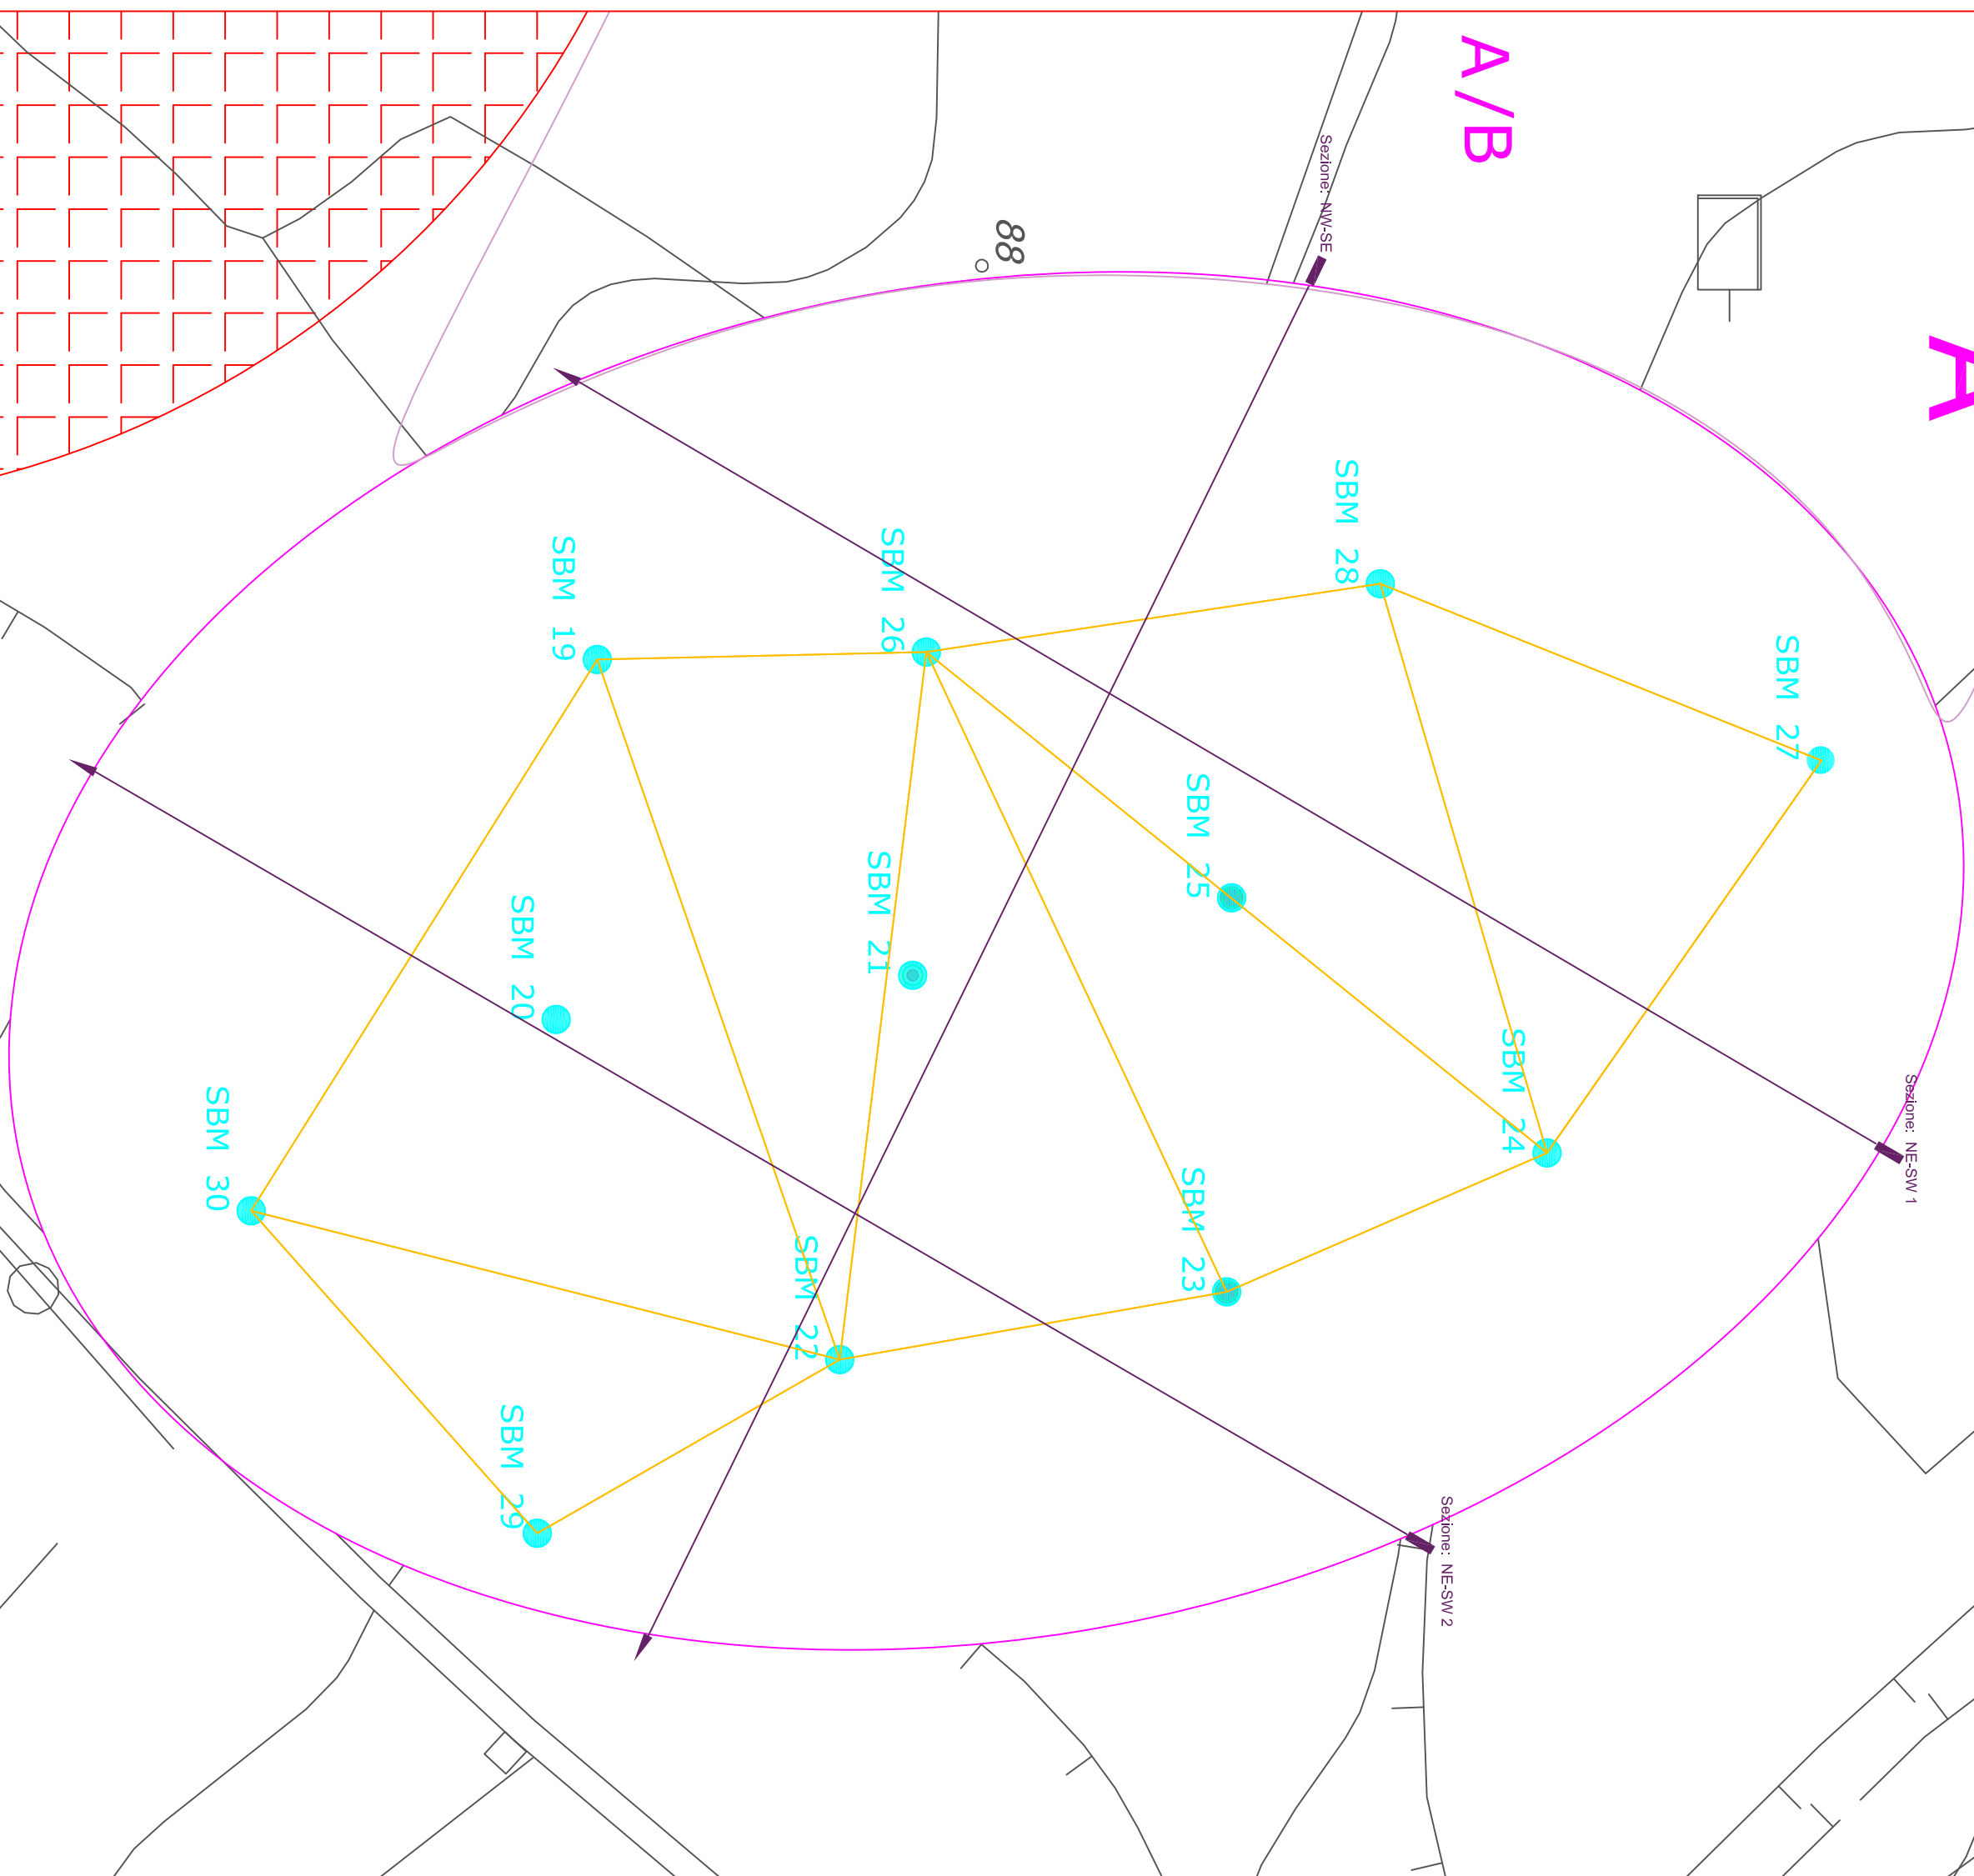 A/B
A
Sezione: NW-SE
88
SBM 28
SBM 26
SBM 19
SBM 27
SBM 25
SBM 21
SBM 20
SBM 24
Sezione: NE-SW 1
SBM 30
SBM 23
SBM 22
SBM 29
Sezione: NE-SW 2